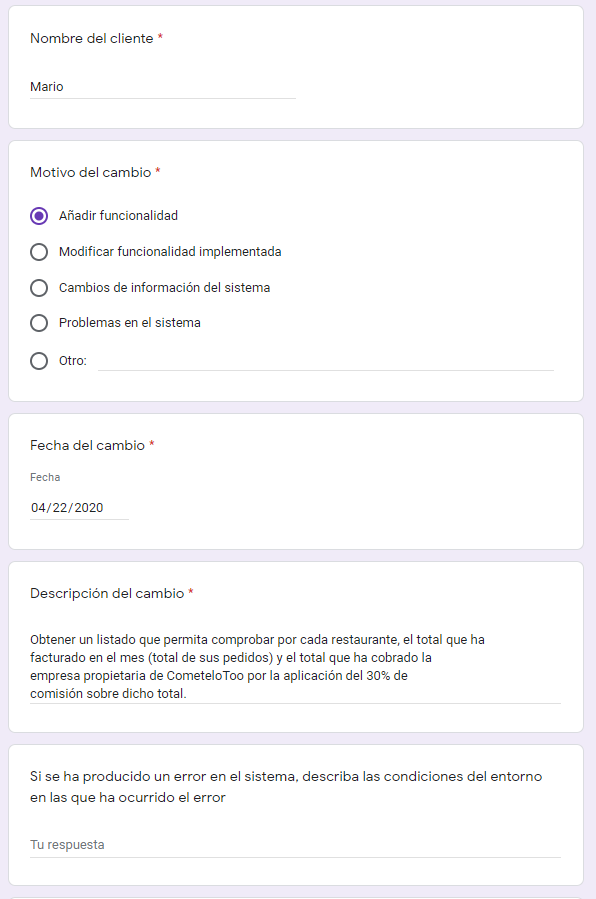 Nombre del cliente *
Mario
Motivo del cambio *
Añadir funcionalidad
Modificar funcionalidad implementada
Cambios de información del sistema
Problemas en el sistema
Otro:
Fecha del cambio *
Fecha
04/22/2020
Descripción del cambio *
Obtener un listado que permita comprobar por cada restaurante, el total que ha
facturado en el mes (total de sus pedidos) y el total que ha cobrado la
empresa propietaria de CometeloToo por la aplicación del 30% de
comisión sobre dicho total.
Si se ha producido un error en el sistema, describa las condiciones del entorno
en las que ha ocurrido el error
Tu respuesta